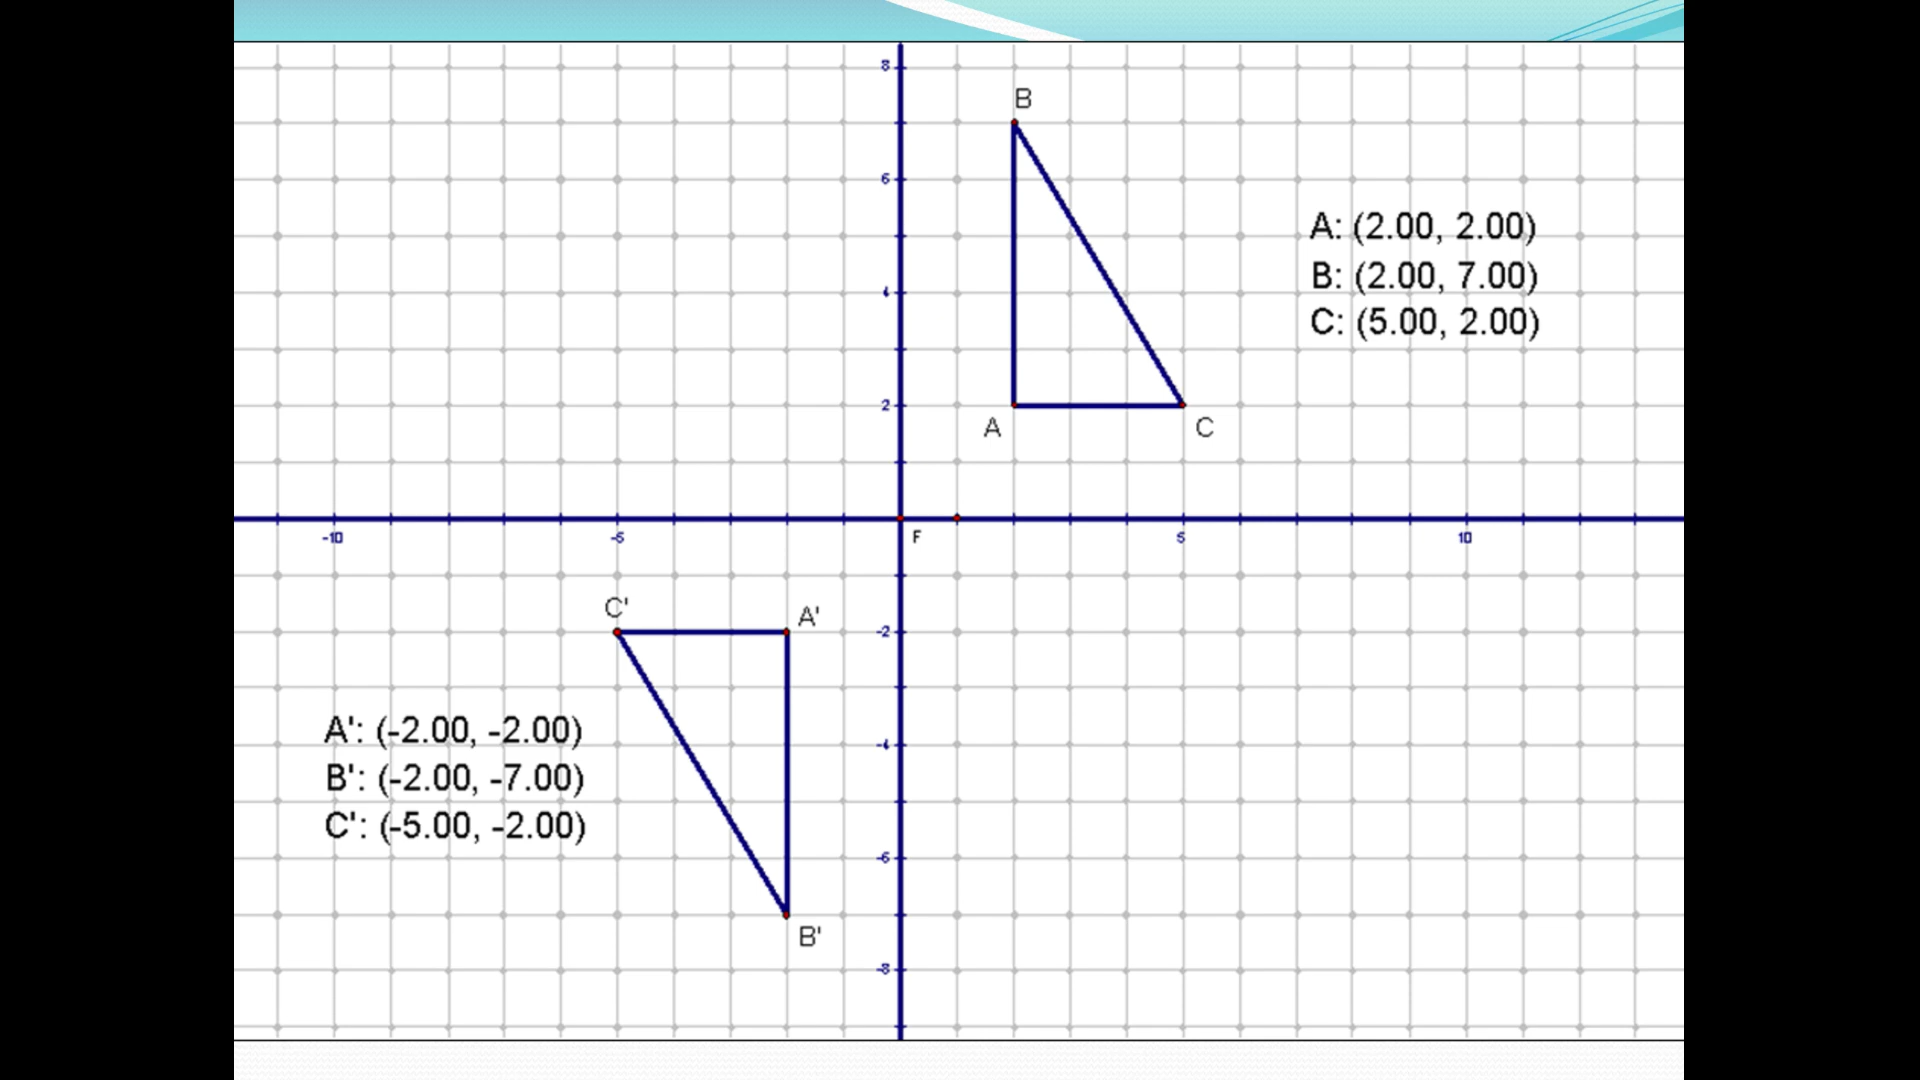 8
B
6
A: (2.00, 2.00)
B: (2.00, 7.00)
4
C: (5.00, 2.00)
2
A
C
-10
-5
F
5
10
C'
A'
-2
A': (-2.00, -2.00)
-4
B': (-2.00, -7.00)
C': (-5.00, -2.00)
-6
B'
-8